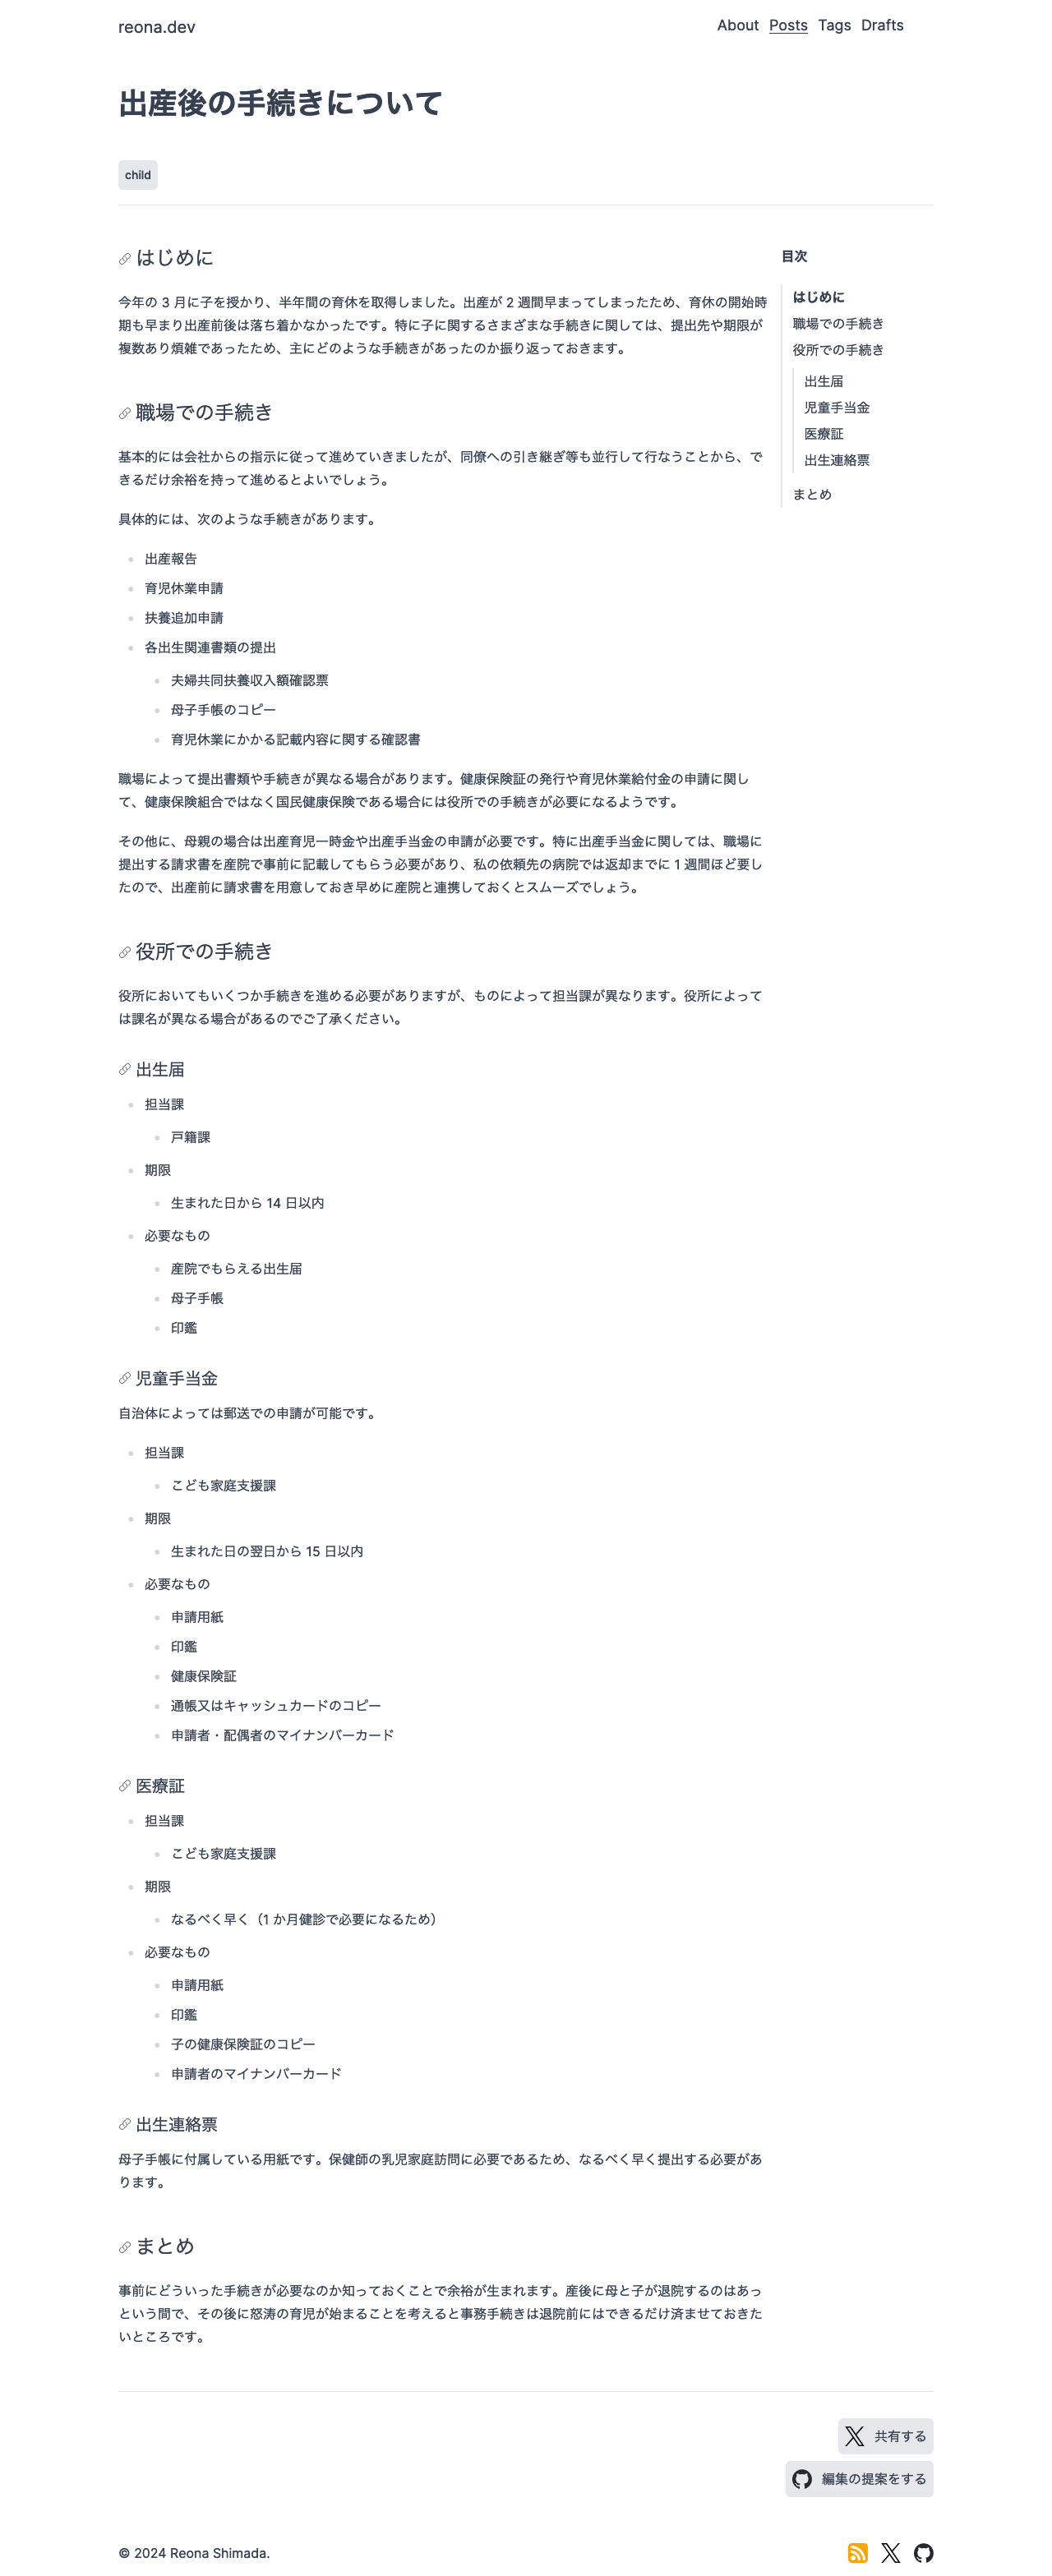 reona.dev
About Posts Tags Drafts
出産後の手続きについて
child
はじめに
今年の 3 月に子を授かり、半年間の育休を取得しました。出産が 2 週間早まってしまったため、育休の開始時
期も早まり出産前後は落ち着かなかったです。特に子に関するさまざまな手続きに関しては、提出先や期限が
複数あり煩雑であったため、主にどのような手続きがあったのか振り返っておきます。
職場での手続き
基本的には会社からの指示に従って進めていきましたが、同僚への引き継ぎ等も並行して行なうことから、で
きるだけ余裕を持って進めるとよいでしょう。
具体的には、次のような手続きがあります。
出産報告
育児休業申請
扶養追加申請
各出生関連書類の提出
夫婦共同扶養収入額確認票
母子手帳のコピー
育児休業にかかる記載内容に関する確認書
職場によって提出書類や手続きが異なる場合があります。健康保険証の発行や育児休業給付金の申請に関し
て、健康保険組合ではなく国民健康保険である場合には役所での手続きが必要になるようです。
その他に、母親の場合は出産育児一時金や出産手当金の申請が必要です。特に出産手当金に関しては、職場に
提出する請求書を産院で事前に記載してもらう必要があり、私の依頼先の病院では返却までに 1 週間ほど要し
たので、出産前に請求書を用意しておき早めに産院と連携しておくとスムーズでしょう。
役所での手続き
役所においてもいくつか手続きを進める必要がありますが、ものによって担当課が異なります。役所によって
は課名が異なる場合があるのでご了承ください。
出生届
担当課
戸籍課
期限
生まれた日から 14 日以内
必要なもの
産院でもらえる出生届
母子手帳
印鑑
児童手当金
自治体によっては郵送での申請が可能です。
担当課
こども家庭支援課
期限
生まれた日の翌日から 15 日以内
必要なもの
申請用紙
印鑑
健康保険証
通帳又はキャッシュカードのコピー
申請者・配偶者のマイナンバーカード
医療証
担当課
こども家庭支援課
期限
なるべく早く（1 か月健診で必要になるため）
必要なもの
申請用紙
印鑑
子の健康保険証のコピー
申請者のマイナンバーカード
出生連絡票
母子手帳に付属している用紙です。保健師の乳児家庭訪問に必要であるため、なるべく早く提出する必要があ
ります。
まとめ
事前にどういった手続きが必要なのか知っておくことで余裕が生まれます。産後に母と子が退院するのはあっ
という間で、その後に怒涛の育児が始まることを考えると事務手続きは退院前にはできるだけ済ませておきた
いところです。
目次
はじめに
職場での手続き
役所での手続き
出生届
児童手当金
医療証
出生連絡票
まとめ
共有する
編集の提案をする
© 2024 Reona Shimada.